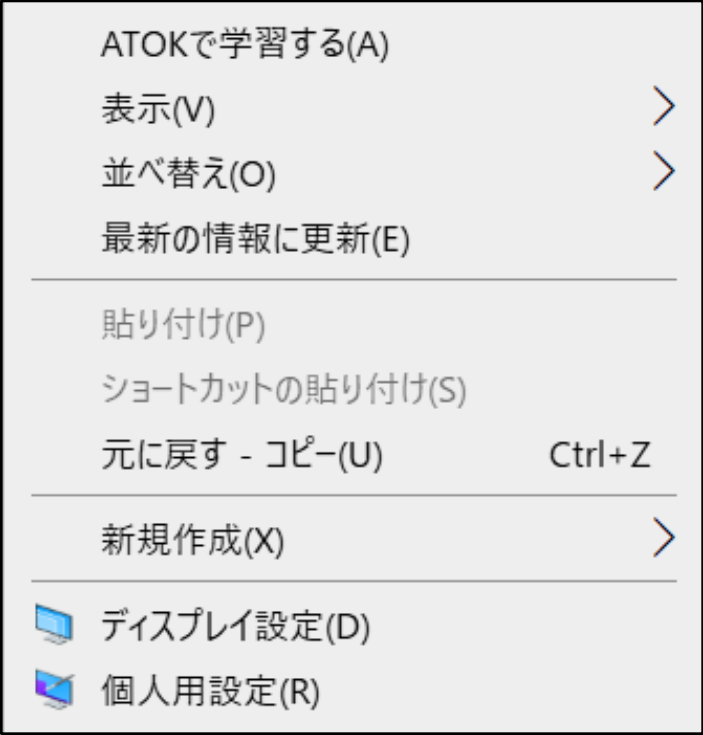 ATOKで学習する(A)
表示(V)
並べ替え(O)
最新の情報に更新(E)
貼り付け(P)
ショートカットの貼り付け(S)
元に戻す - コピー(U) Ctrl+Z
新規作成(X)
ディスプレイ設定(D)
個人用設定(R)